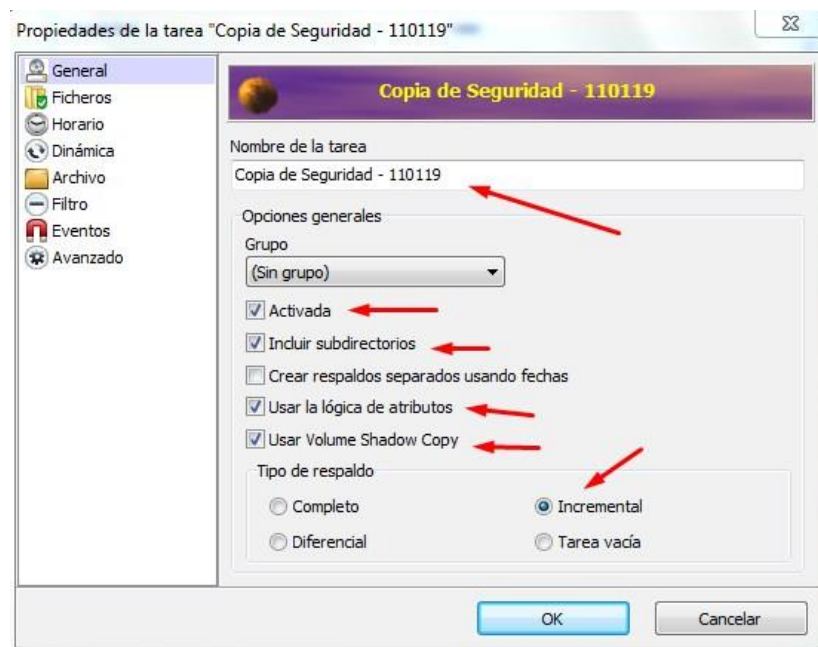 Propiedades de la tarea "Copia de Seguridad - 110119"
General
Ficheros
Horario
Dinámica
Archivo
Filtro
Eventos
Avanzado
Copia de Seguridad - 110119
Nombre de la tarea
Copia de Seguridad - 110119
Opciones generales
Grupo
(Sin grupo)
Activada
Incluir subdirectorios
Crear respaldos separados usando fechas
Usar la lógica de atributos
Usar Volume Shadow Copy
Tipo de respaldo
Completo
Incremental
Diferencial
Tarea vacía
OK
Cancelar